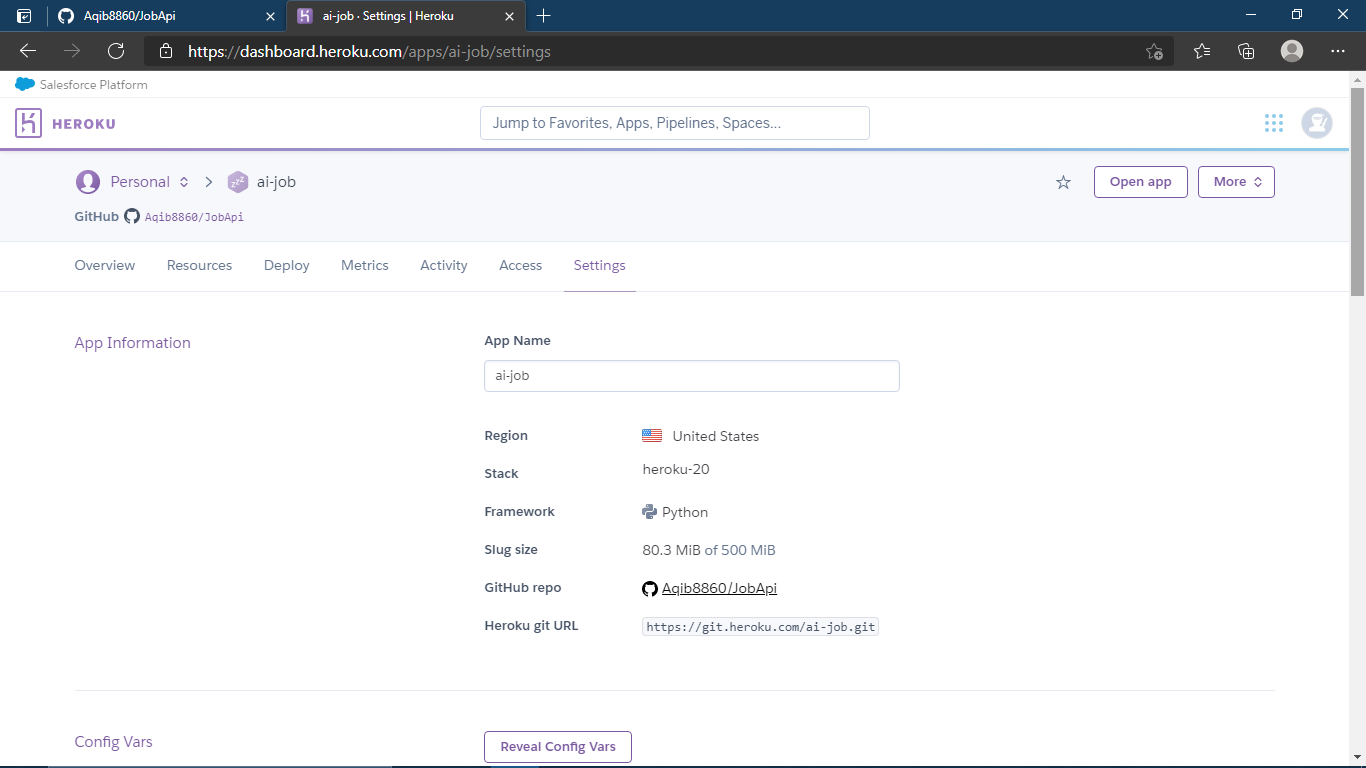 Aqib8860/JobApi
ai-job · Settings | Heroku
https://dashboard.heroku.com/apps/ai-job/settings
Salesforce Platform
HEROKU
Jump to Favorites, Apps, Pipelines, Spaces...
Personal
ai-job
Open app
More
GitHub Aqib8860/JobApi
Overview Resources Deploy Metrics Activity Access Settings
App Information
App Name
ai-job
Region United States
Stack heroku-20
Framework Python
Slug size 80.3 MiB of 500 MiB
GitHub repo Aqib8860/JobApi
Heroku git URL https://git.heroku.com/ai-job.git
Config Vars
Reveal Config Vars